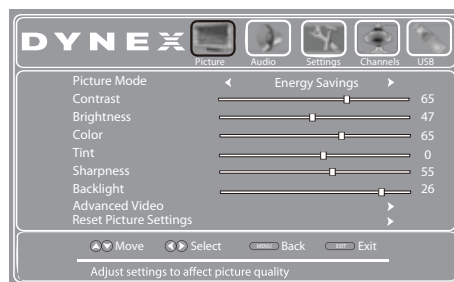 DYNEX
Picture Audio Settings Channels USB
Picture Mode Energy Savings
Contrast 65
Brightness 47
Color 65
Tint 0
Sharpness 55
Backlight 26
Advanced Video
Reset Picture Settings
Move Select MENU Back EXIT Exit
Adjust settings to affect picture quality